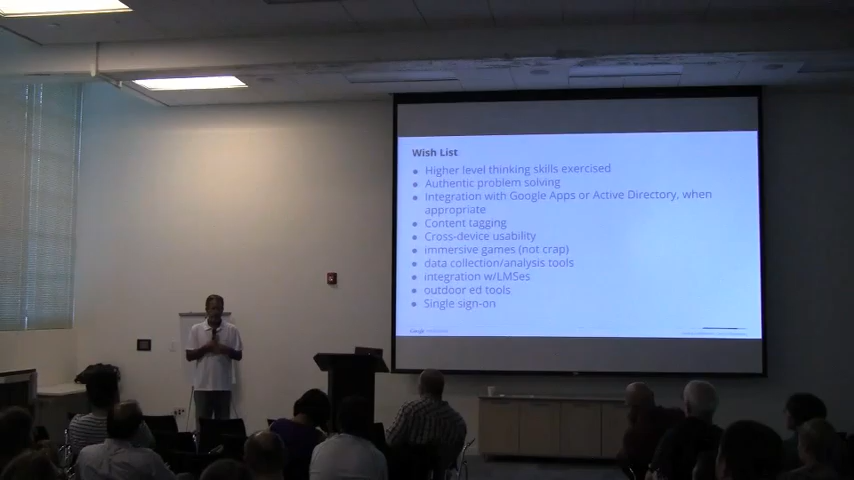 Wish List
● Higher level thinking skills exercised
● Authentic problem solving
● Integration with Google Apps or Active Directory, when
appropriate
● Content tagging
● Cross-device usability
● immersive games (not crap)
● data collection/analysis tools
● integration w/LMSes
● outdoor ed tools
● Single sign-on
Google